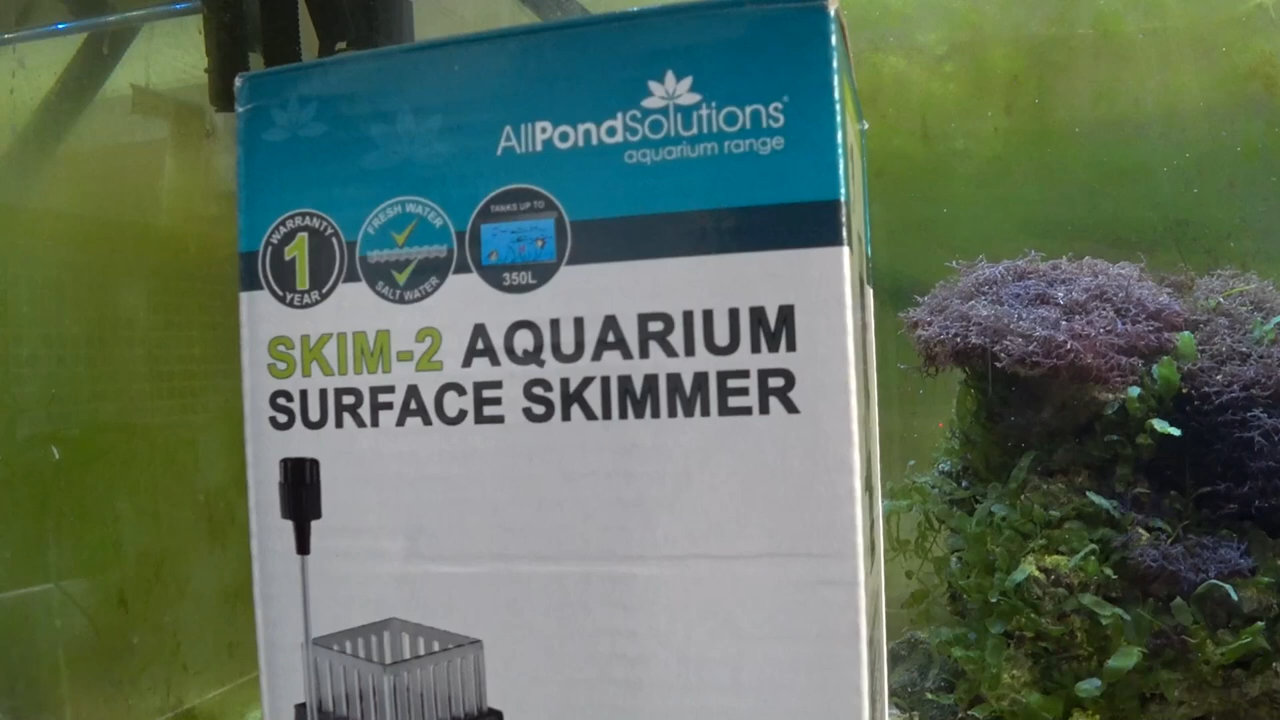 AllPondSolutions
aquarium range
WARRANTY
1
YEAR
FRESH WATER
SALT WATER
TANKS UP TO
350L
SKIM-2 AQUARIUM
SURFACE SKIMMER